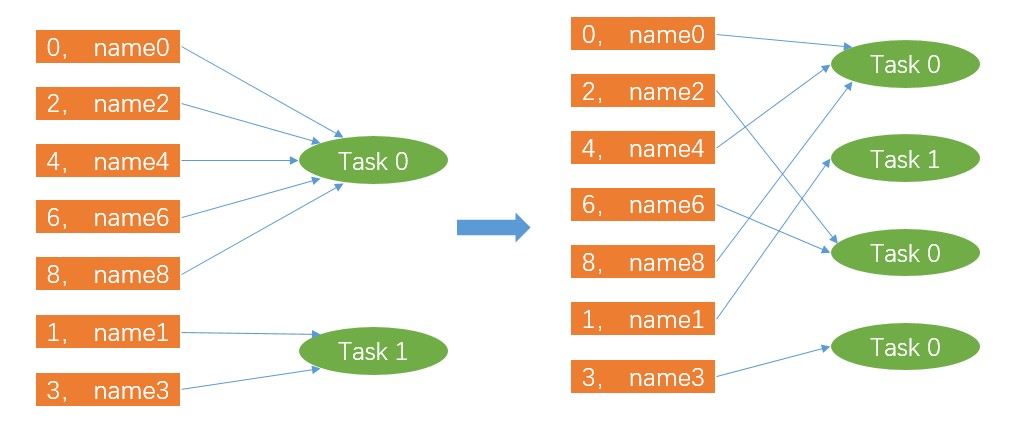 0, name0
2, name2
4, name4
6, name6
8, name8
1, name1
3, name3
Task 0
Task 1
0, name0
2, name2
4, name4
6, name6
8, name8
1, name1
3, name3
Task 0
Task 1
Task 0
Task 0